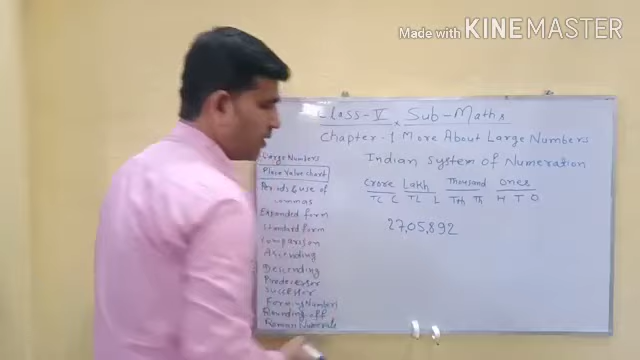 Made with KINEMASTER
Class-V Sub-Maths
Chapter-1 More About Large Numbers
Large Numbers
Place Value chart
Periods & use of
commas
Expanded form
Standard form
Comparison
Ascending
Descending
Predecessor
Successor
Forming Numbers
Rounding off
Roman Numerals
Indian System of Numeration
Crore Lakh Thousand Ones
TC C TL L TTh Th H T O
27,05,892